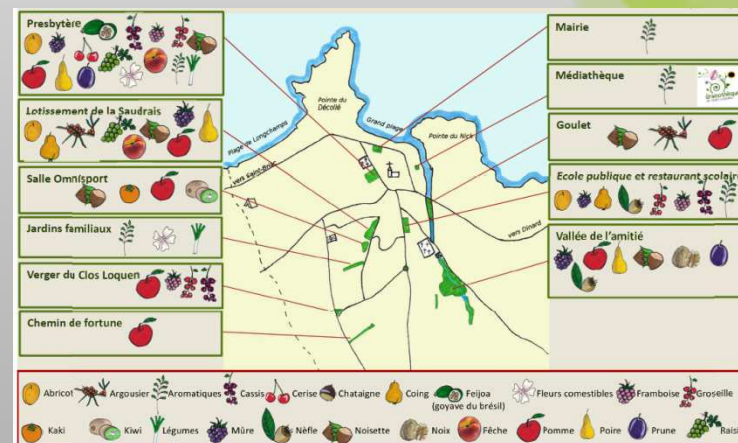 Presbytère
Lotissement de la Saudrais
Salle Omnisport
Jardins familiaux
Verger du Clos Loquen
Chemin de fortune
Plage de Longchamps
Pointe du Décollé
Grand plage
Pointe du Nick
vers Saint-Briac
vers Dinard
Mairie
Médiathèque
Goulet
Ecole publique et restaurant scolaire
Vallée de l'amitié
Abricot Argousier Aromatiques Cassis Cerise Chataigne Coing Feijoa Fleurs comestibles Framboise Groseille
(goyave du brésil)
Kaki Kiwi Légumes Mûre Nèfle Noisette Noix Pêche Pomme Poire Prune Raisi